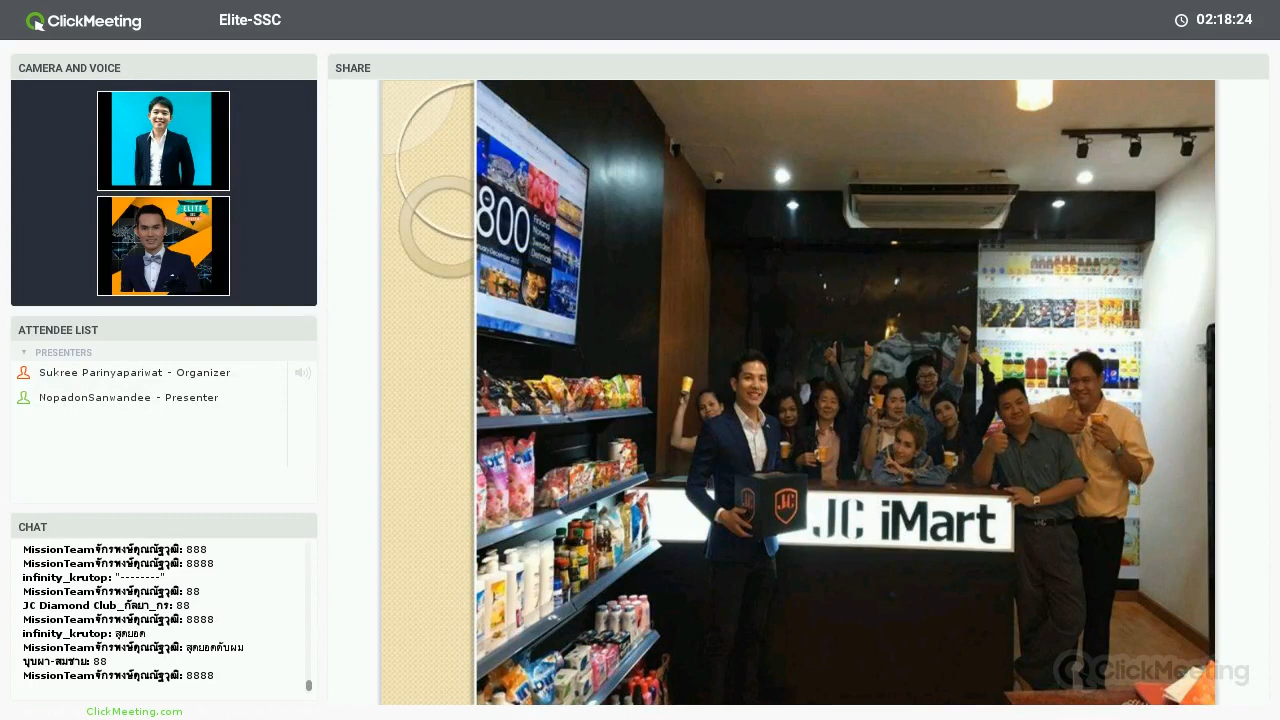 ClickMeeting
Elite-SSC
02:18:24
CAMERA AND VOICE
ELITE
ATTENDEE LIST
PRESENTERS
Sukree Parinyapariwat - Organizer
NopadonSanwandee - Presenter
CHAT
MissionTeamจักรพงษ์คุณณัฐวุฒิ: 888
MissionTeamจักรพงษ์คุณณัฐวุฒิ: 8888
infinity_krutop: "--------"
MissionTeamจักรพงษ์คุณณัฐวุฒิ: 88
JC Diamond Club_กัลยา_กร: 88
MissionTeamจักรพงษ์คุณณัฐวุฒิ: 8888
infinity_krutop: สุดยอด
MissionTeamจักรพงษ์คุณณัฐวุฒิ: สุดยอดคับผม
บุบผา-สมชาย: 88
MissionTeamจักรพงษ์คุณณัฐวุฒิ: 8888
ClickMeeting.com
SHARE
800
Finland
Norway
Sweden
Denmark
JC
JC
JC iMart
ClickMeeting